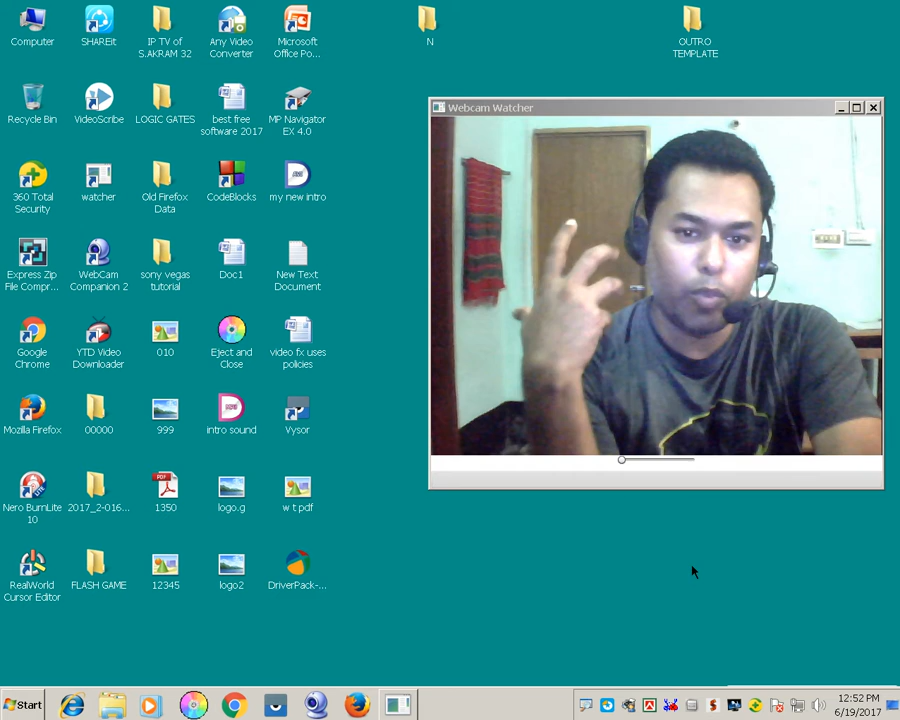 Computer
SHAREit
IP TV of
S.AKRAM 32
Any Video
Converter
Microsoft
Office Po...
N
OUTRO
TEMPLATE
Recycle Bin
VideoScribe
LOGIC GATES
best free
software 2017
MP Navigator
EX 4.0
Webcam Watcher
360 Total
Security
watcher
Old Firefox
Data
CodeBlocks
my new intro
Express Zip
File Compr...
WebCam
Companion 2
sony vegas
tutorial
Doc1
New Text
Document
Google
Chrome
YTD Video
Downloader
010
Eject and
Close
video fx uses
policies
Mozilla Firefox
00000
999
intro sound
Vysor
Nero BurnLite
10
2017_2-016...
PDF
1350
logo.g
w t pdf
RealWorld
Cursor Editor
FLASH GAME
12345
logo2
DriverPack-...
Start
12:52 PM
6/19/2017